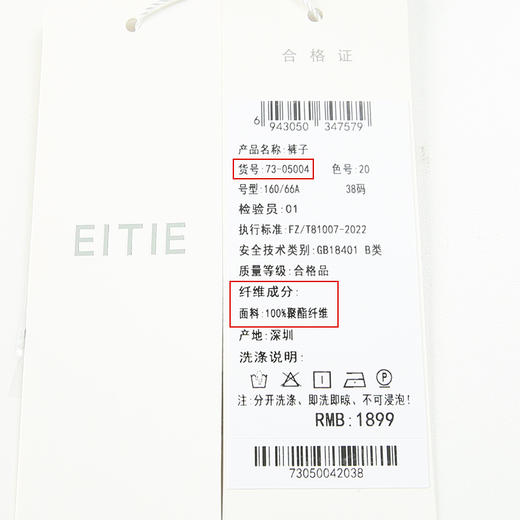 EITIE
合格证
6 943050 347579
产品名称:裤子
货号:73-05004 色号:20
号型:160/66A 38码
检验员:01
执行标准:FZ/T81007-2022
安全技术类别:GB18401 B类
质量等级:合格品
纤维成分:
面料:100%聚酯纤维
产地:深圳
洗涤说明:
注:分开洗涤、即洗即晾、不可浸泡!
RMB:1899
73050042038